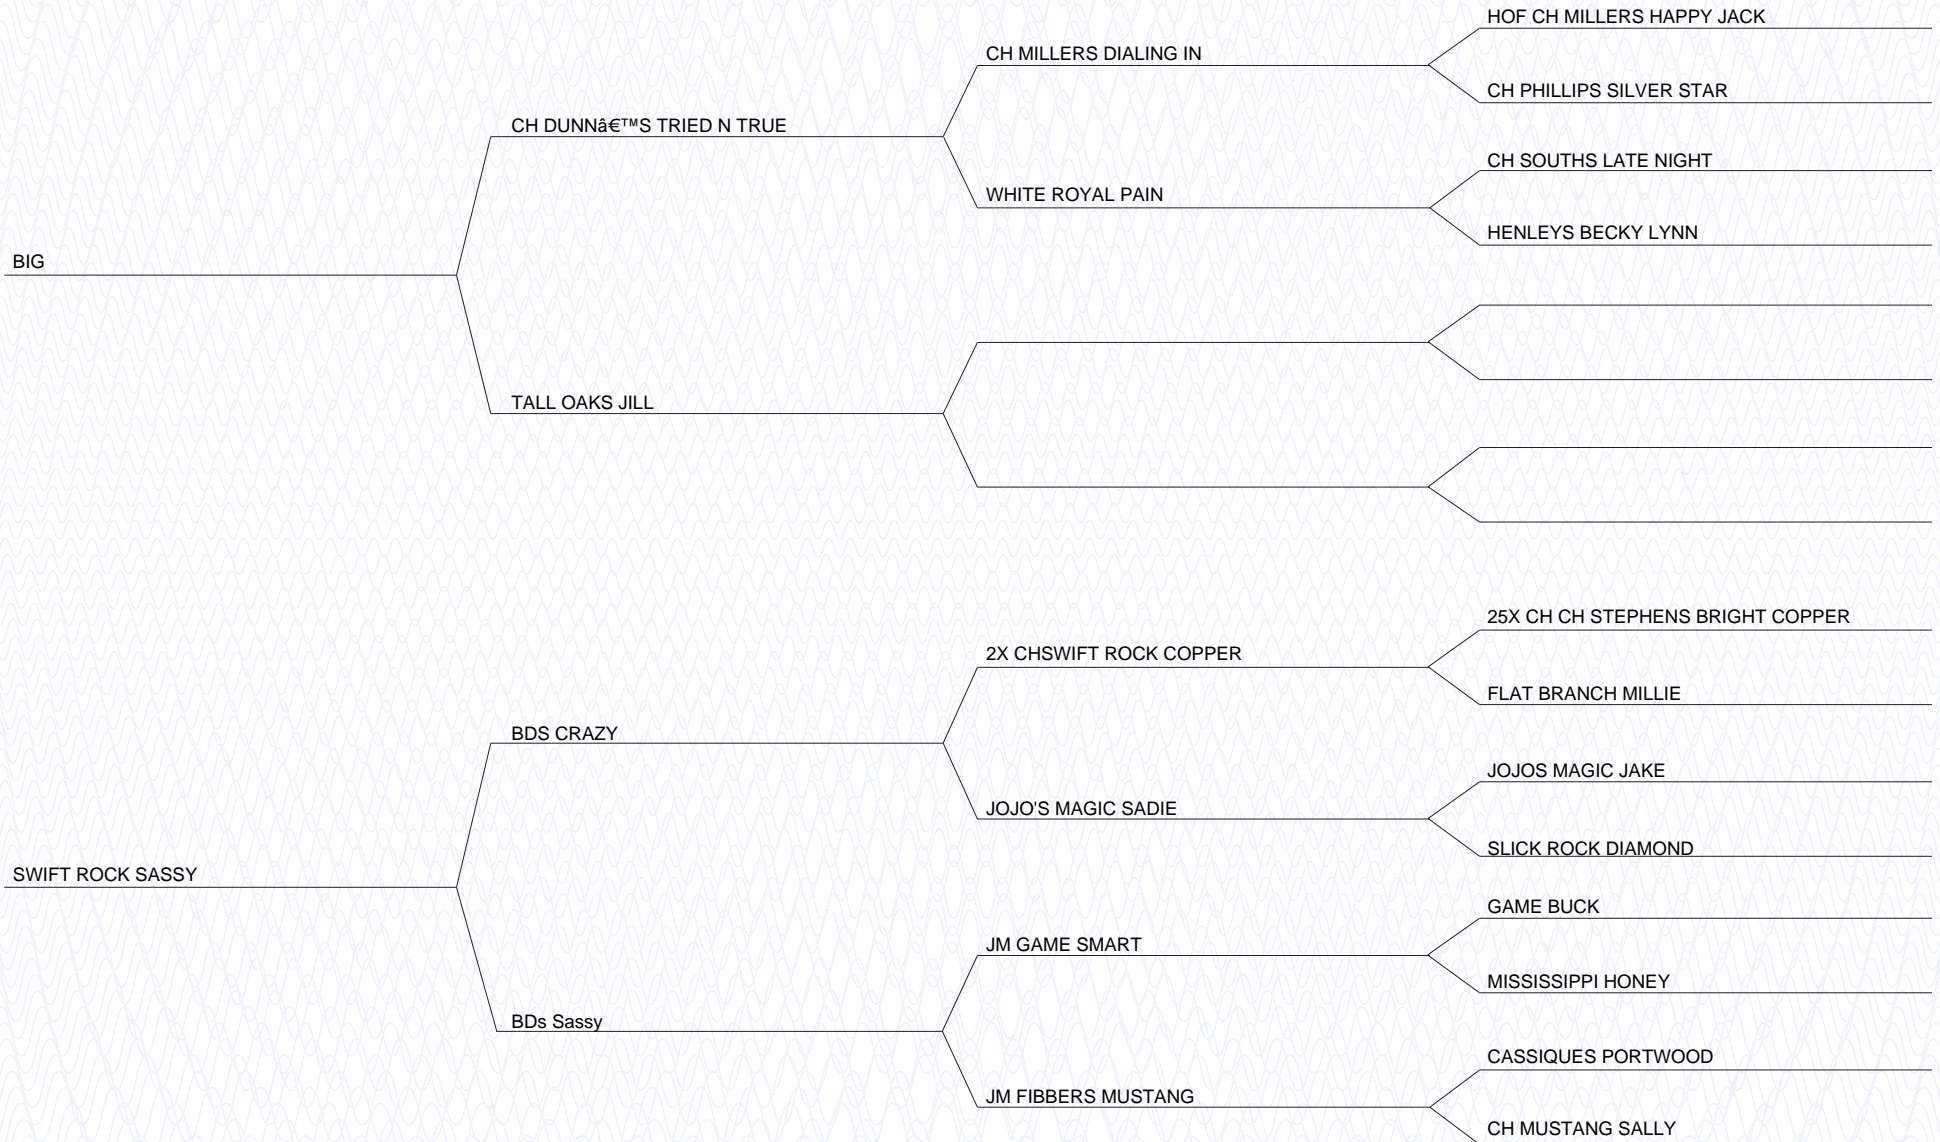 HOF CH MILLERS HAPPY JACK
CH MILLERS DIALING IN
CH PHILLIPS SILVER STAR
CH DUNNâ€™S TRIED N TRUE
CH SOUTHS LATE NIGHT
WHITE ROYAL PAIN
HENLEYS BECKY LYNN
BIG
TALL OAKS JILL
25X CH CH STEPHENS BRIGHT COPPER
2X CHSWIFT ROCK COPPER
FLAT BRANCH MILLIE
BDS CRAZY
JOJOS MAGIC JAKE
JOJO'S MAGIC SADIE
SLICK ROCK DIAMOND
SWIFT ROCK SASSY
GAME BUCK
JM GAME SMART
MISSISSIPPI HONEY
BDs Sassy
CASSIQUES PORTWOOD
JM FIBBERS MUSTANG
CH MUSTANG SALLY